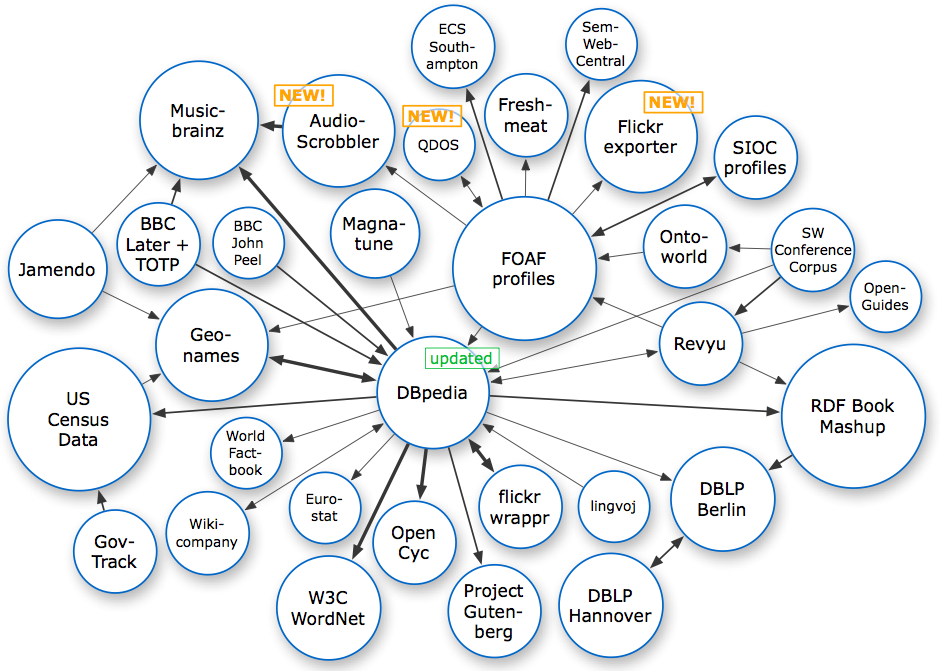 ECS
South-
ampton
Sem-
Web-
Central
NEW!
Music-
brainz
Audio-
Scrobbler
NEW!
QDOS
Fresh-
meat
NEW!
Flickr
exporter
SIOC
profiles
BBC
Later +
TOTP
BBC
John
Peel
Magna-
tune
FOAF
profiles
Onto-
world
SW
Conference
Corpus
Jamendo
Open-
Guides
Geo-
names
updated
DBpedia
Revyu
US
Census
Data
RDF Book
Mashup
World
Fact-
book
Euro-
stat
flickr
wrappr
lingvoj
DBLP
Berlin
Gov-
Track
Wiki-
company
Open
Cyc
W3C
WordNet
Project
Guten-
berg
DBLP
Hannover